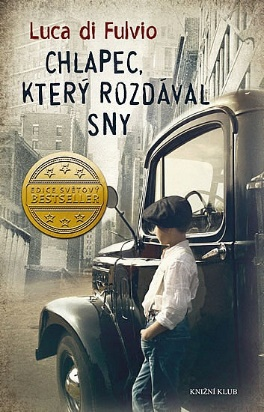 Luca di Fulvio
CHLAPEC,
KTERÝ ROZDÁVAL
SNY
EDICE SVĚTOVÝ
BESTSELLER
KNIŽNÍ KLUB